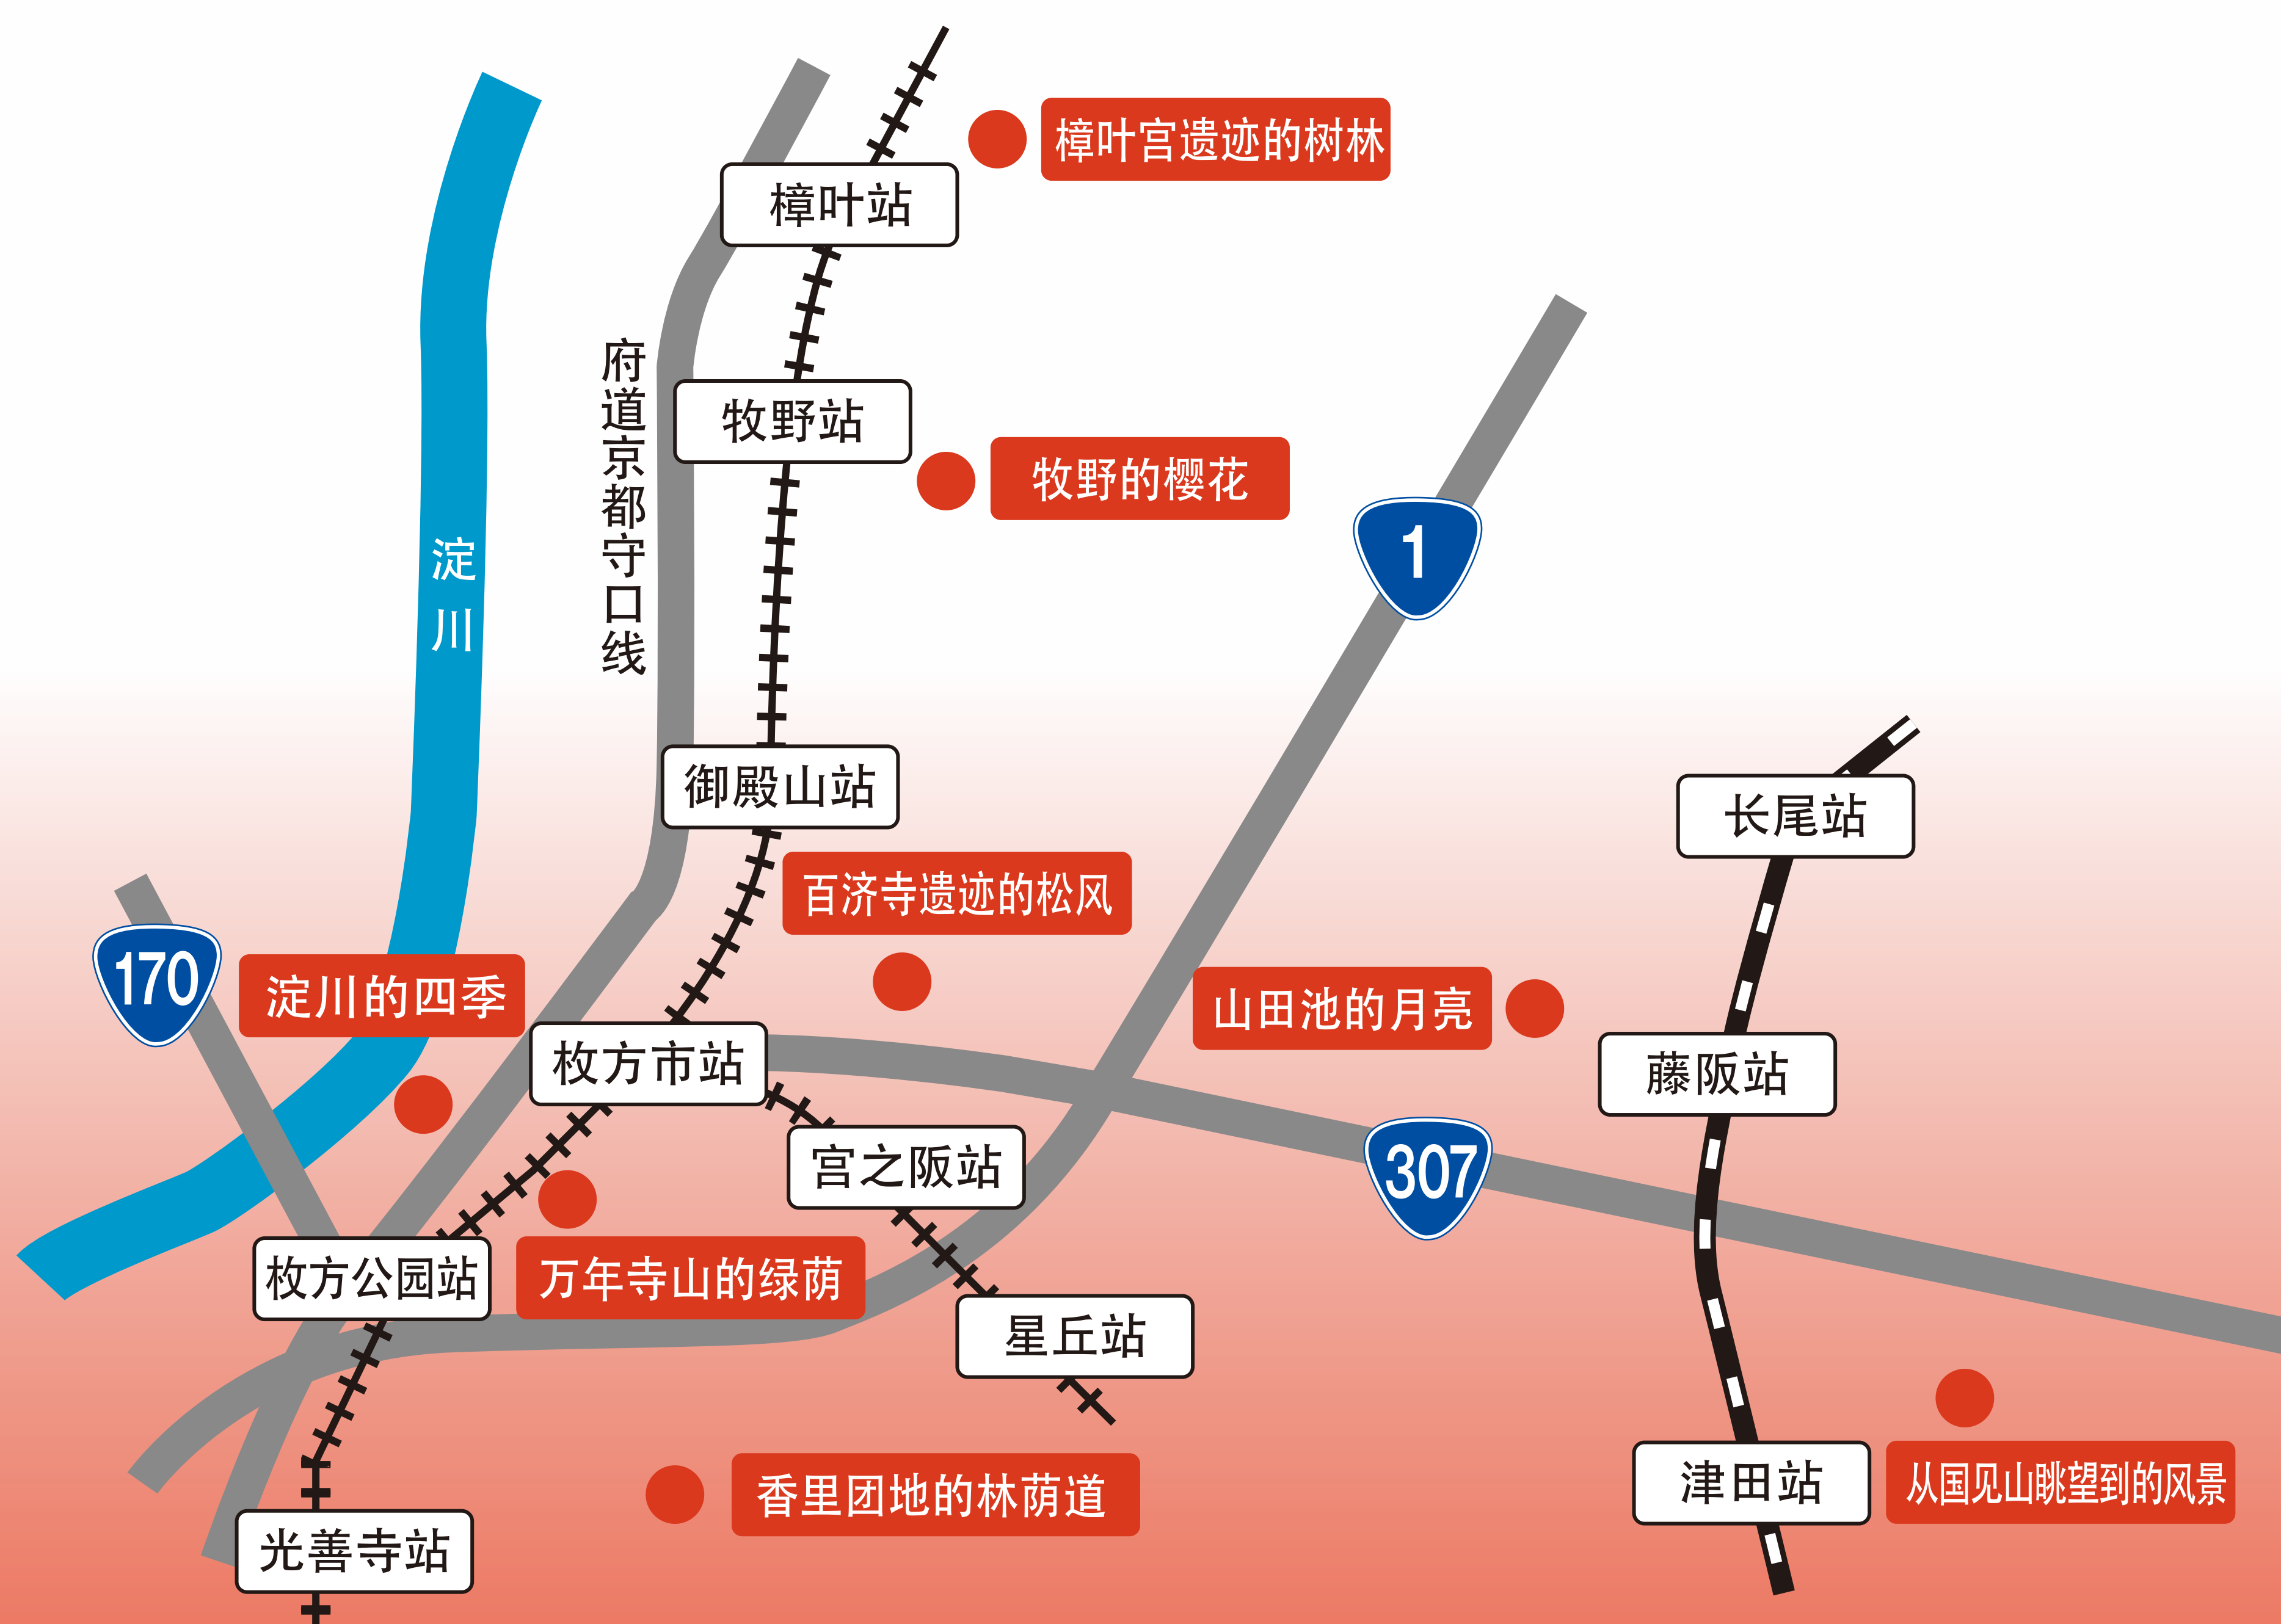 樟叶宫遗迹的树林
樟叶站
府道京都守口线
牧野站
牧野的樱花
1
淀川
御殿山站
长尾站
百济寺遗迹的松风
170
淀川的四季
山田池的月亮
枚方市站
藤阪站
宫之阪站
307
枚方公园站
万年寺山的绿荫
星丘站
香里团地的林荫道
津田站
从国见山眺望到的风景
光善寺站